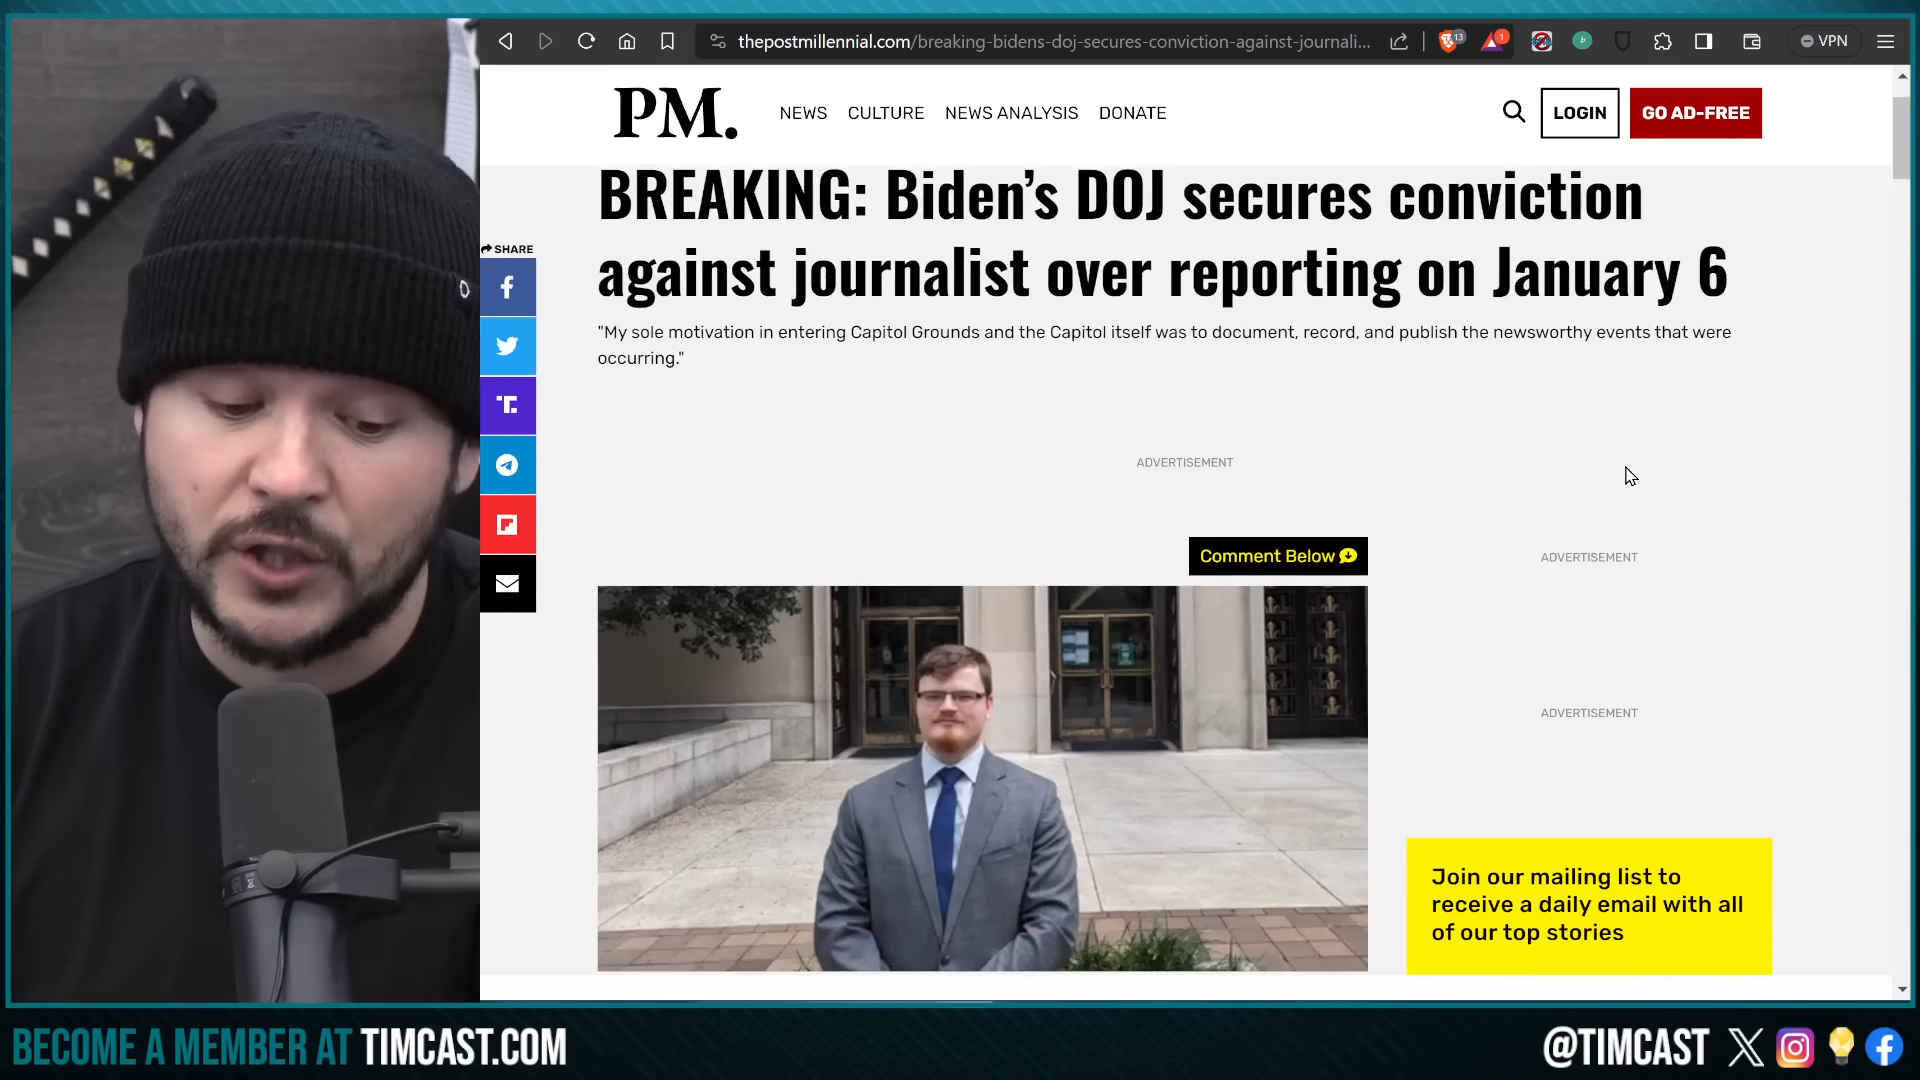 thepostmillennial.com/breaking-bidens-doj-secures-conviction-against-journali...
13
1
b
VPN
PM.
NEWS CULTURE NEWS ANALYSIS DONATE
LOGIN
GO AD-FREE
BREAKING: Biden’s DOJ secures conviction
against journalist over reporting on January 6
SHARE
"My sole motivation in entering Capitol Grounds and the Capitol itself was to document, record, and publish the newsworthy events that were
occurring."
ADVERTISEMENT
Comment Below
ADVERTISEMENT
ADVERTISEMENT
Join our mailing list to
receive a daily email with all
of our top stories
BECOME A MEMBER AT TIMCAST.COM
@TIMCAST